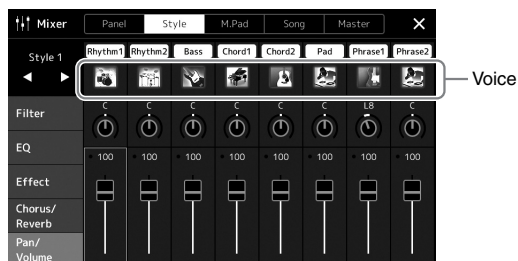 Mixer Panel Style M.Pad Song Master
Style 1 Rhythm1 Rhythm2 Bass Chord1 Chord2 Pad Phrase1 Phrase2
Voice
Filter C C C C C C L8 C
EQ
100 100 100 100 100 100 100 100
Effect
Chorus/
Reverb
Pan/
Volume